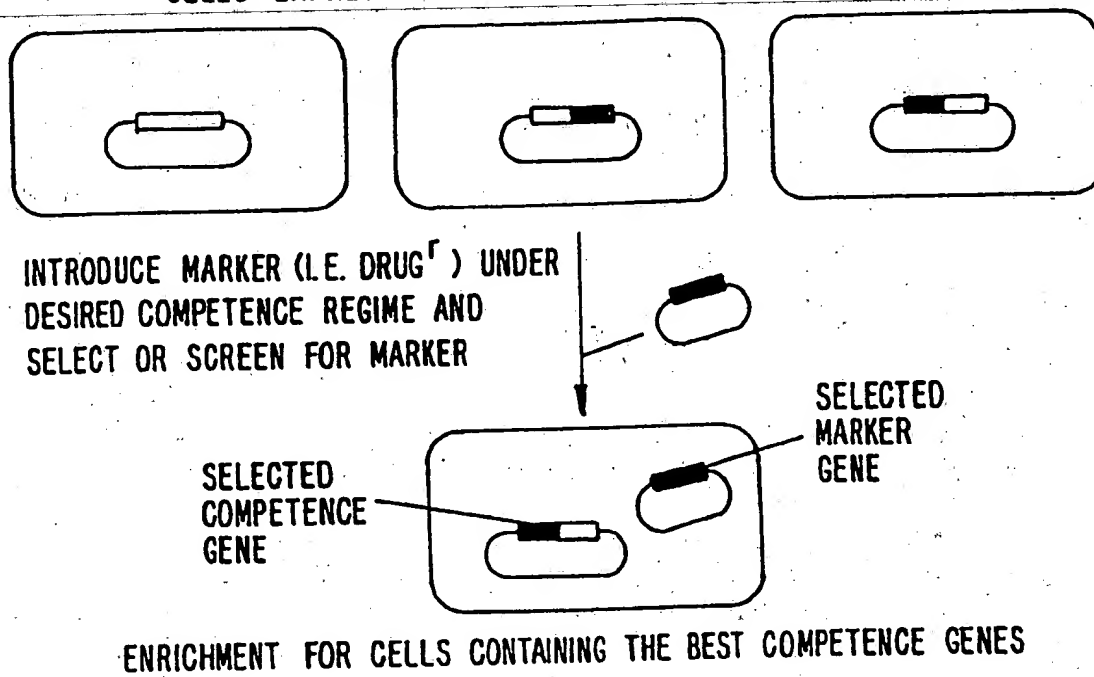 INTRODUCE MARKER (I.E. DRUGʳ) UNDER
DESIRED COMPETENCE REGIME AND
SELECT OR SCREEN FOR MARKER
SELECTED
MARKER
GENE
SELECTED
COMPETENCE
GENE
ENRICHMENT FOR CELLS CONTAINING THE BEST COMPETENCE GENES